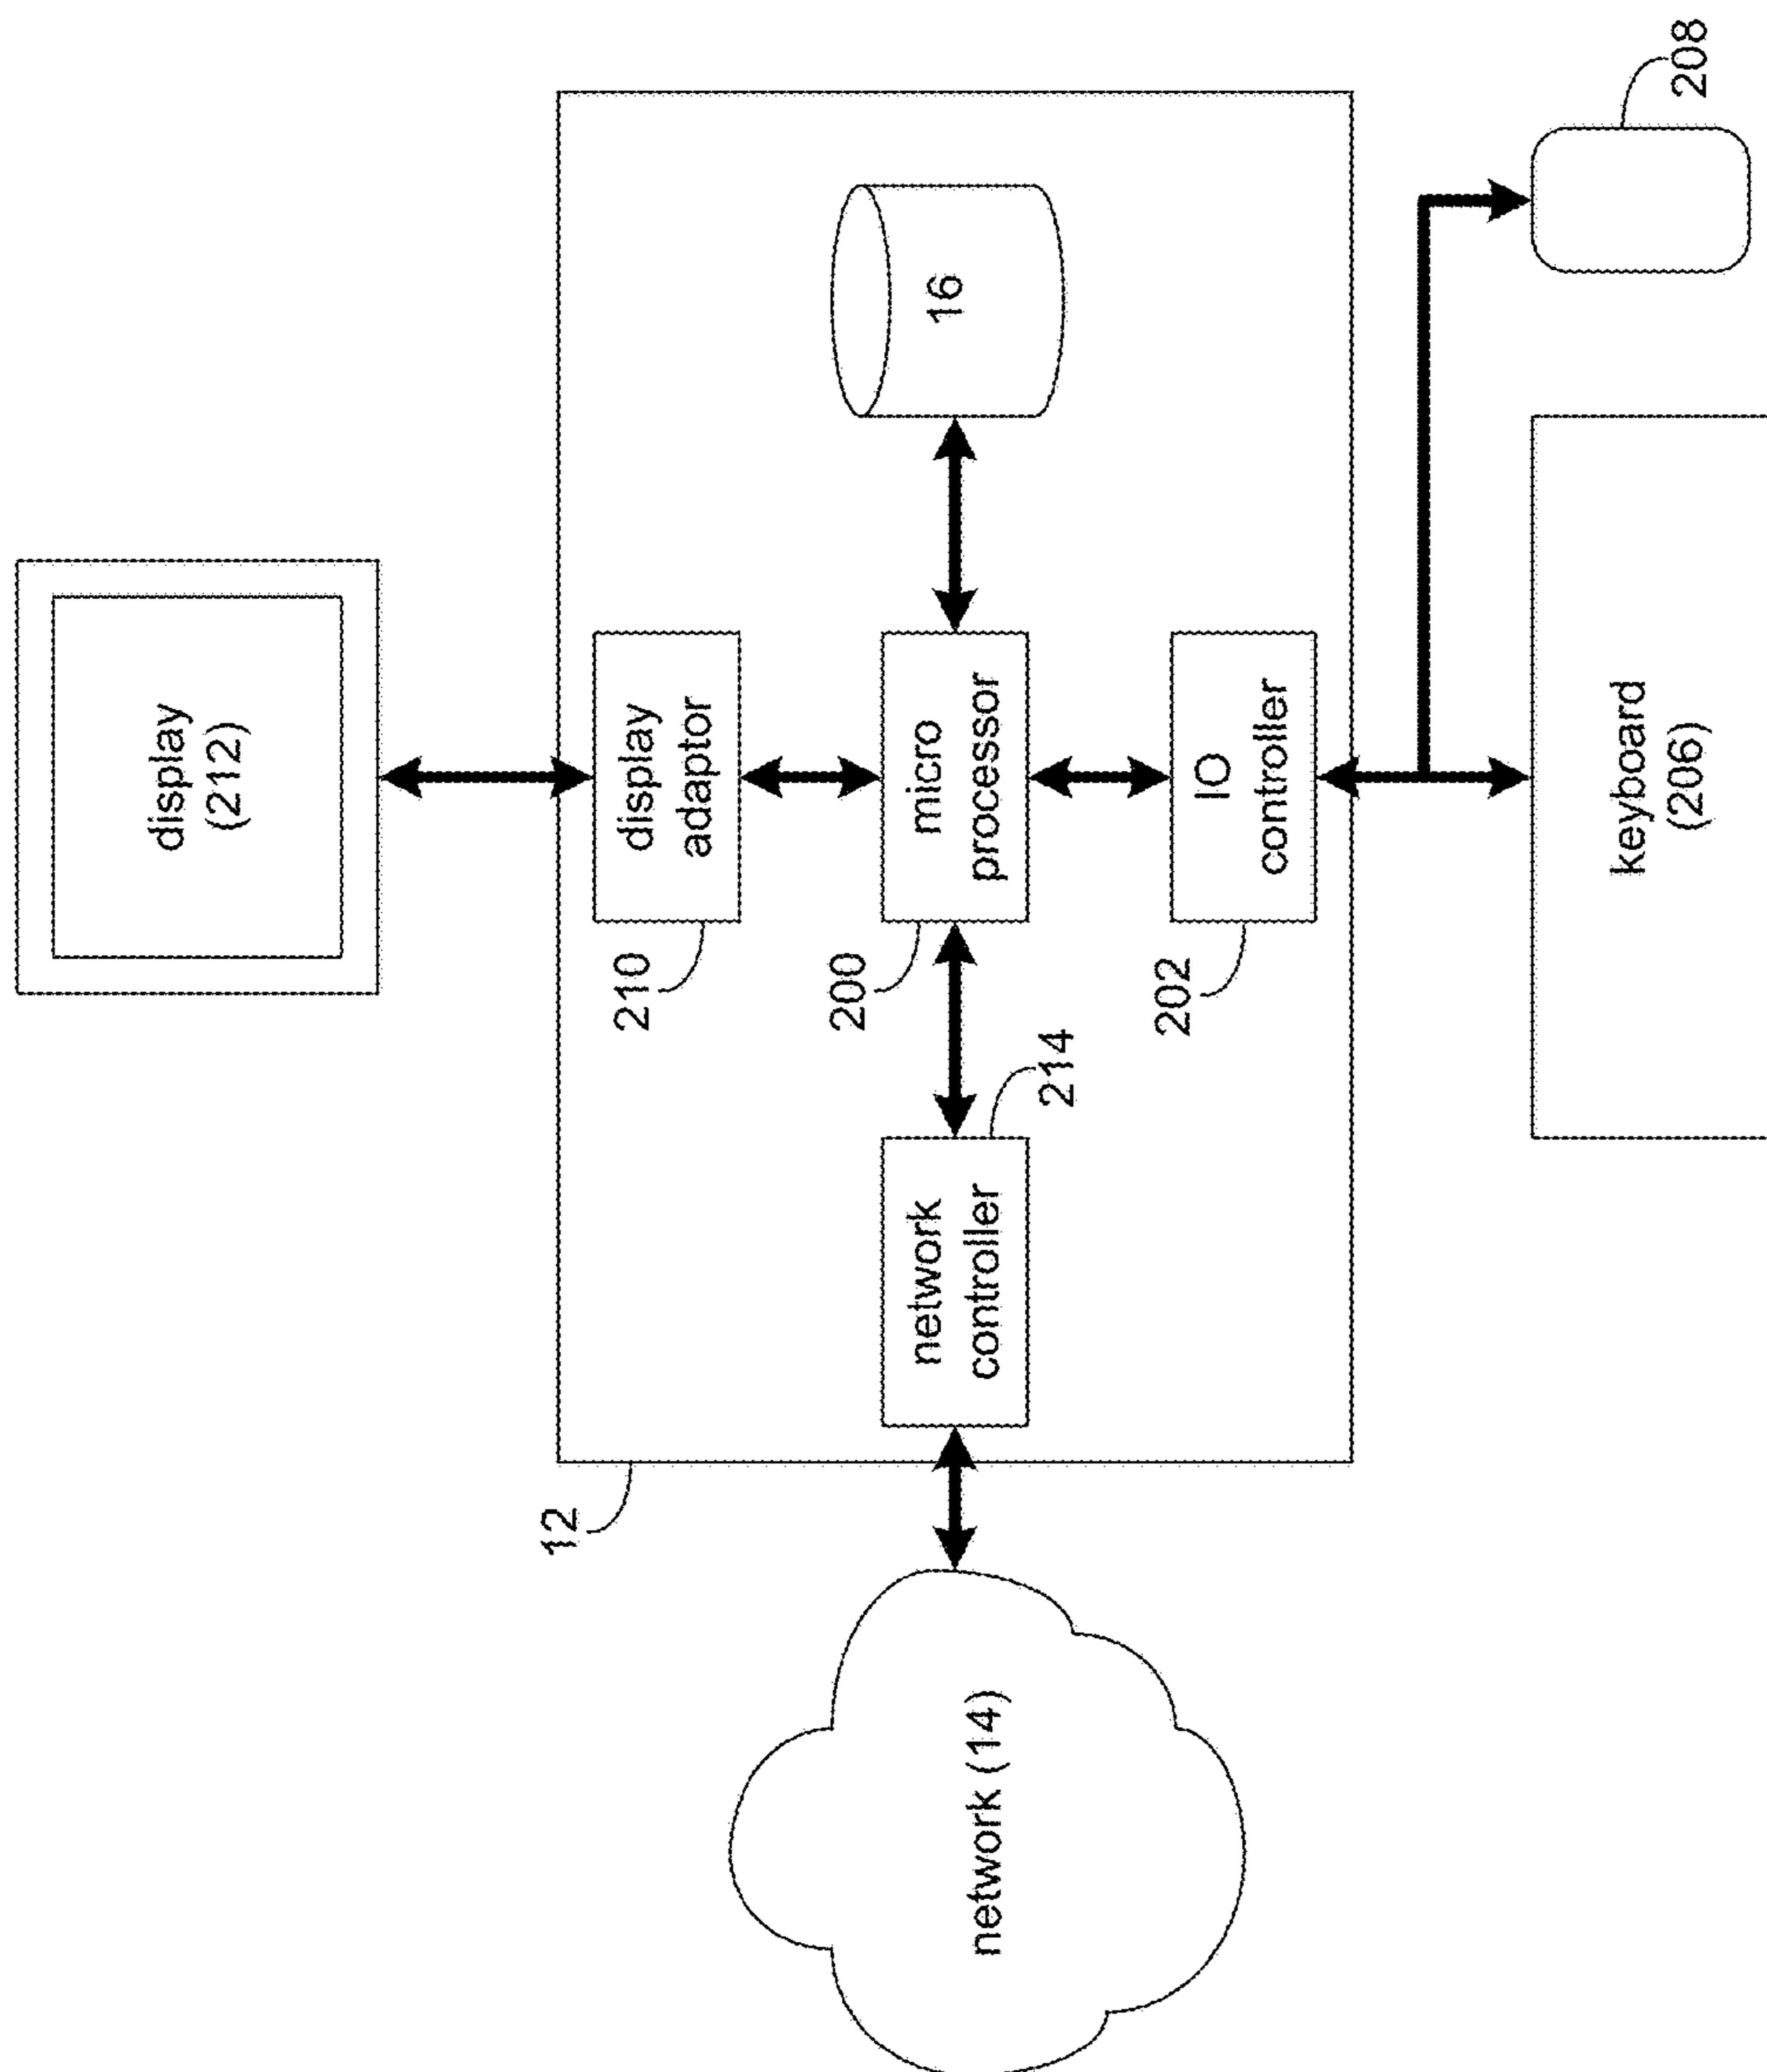 display
(212)
display
adaptor
210
micro
processor
200
16
IO
controller
202
network
controller
214
12
network (14)
keyboard
(206)
208